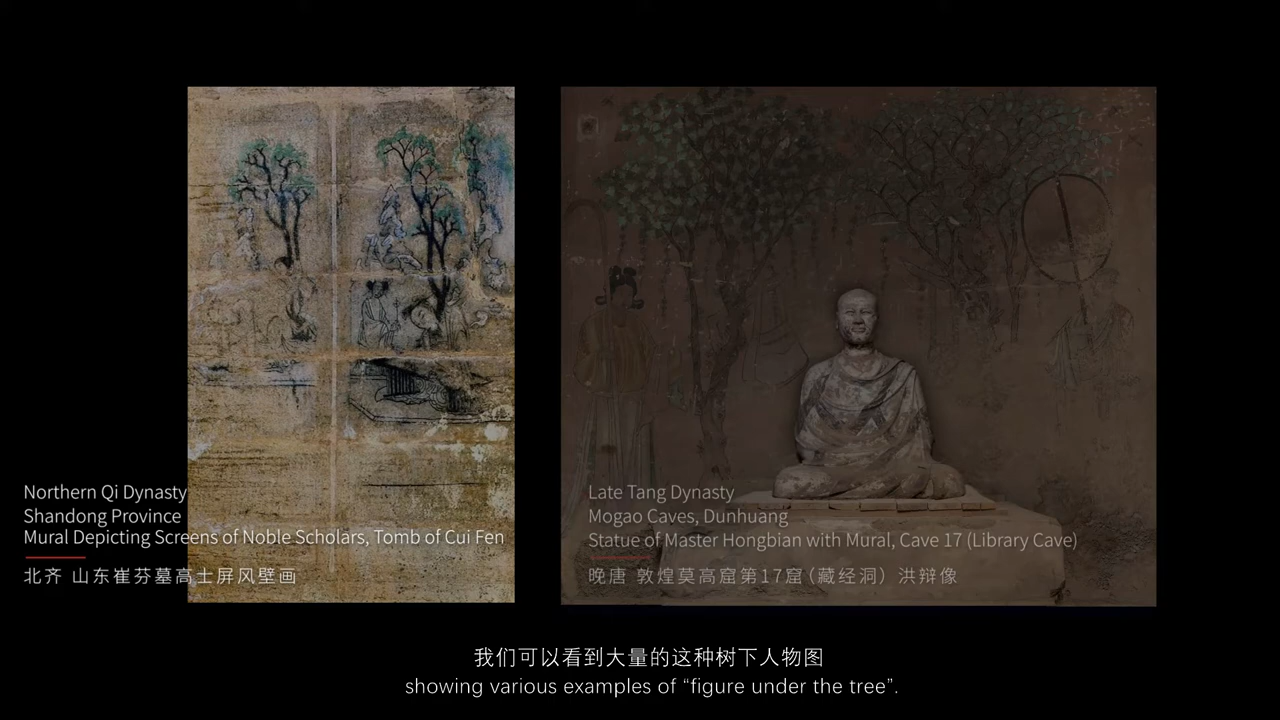 Northern Qi Dynasty
Shandong Province
Mural Depicting Screens of Noble Scholars, Tomb of Cui Fen
北齐 山东崔芬墓高士屏风壁画
Late Tang Dynasty
Mogao Caves, Dunhuang
Statue of Master Hongbian with Mural, Cave 17 (Library Cave)
晚唐 敦煌莫高窟第17窟(藏经洞) 洪辩像
我们可以看到大量的这种树下人物图
showing various examples of “figure under the tree”.